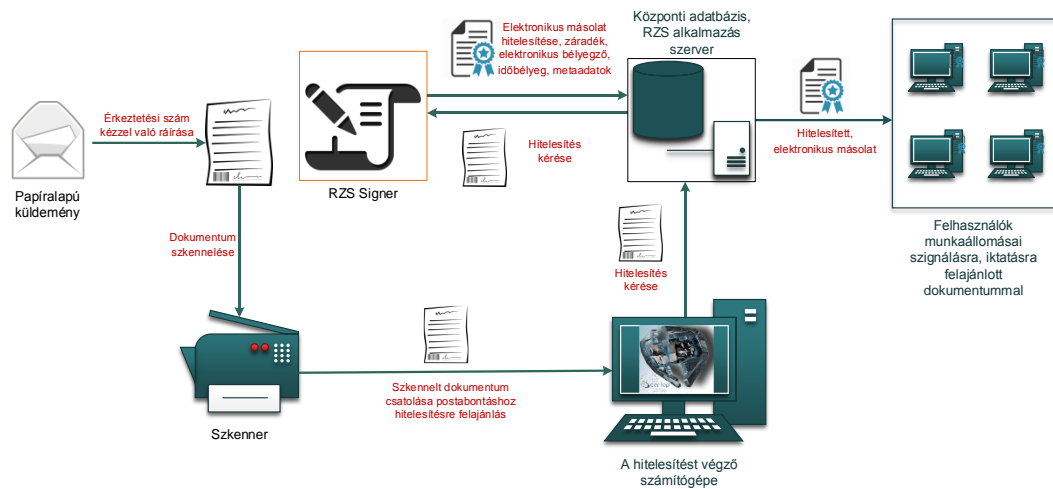 Elektronikus másolat
hitelesítése, záradék,
elektronikus bélyegző,
időbélyeg, metaadatok
Központi adatbázis,
RZS alkalmazás
szerver
Érkeztetési szám
kézzel való ráírása
Hitelesítés
kérése
Hitelesített,
elektronikus másolat
Papíralapú
küldemény
RZS Signer
Felhasználók
munkaállomásai
szignálásra, iktatásra
felajánlott
dokumentummal
Dokumentum
szkennelése
Hitelesítés
kérése
Szkennelt dokumentum
csatolása postabontáshoz
hitelesítésre felajánlás
Szkenner
A hitelesítést végző
számítógépe